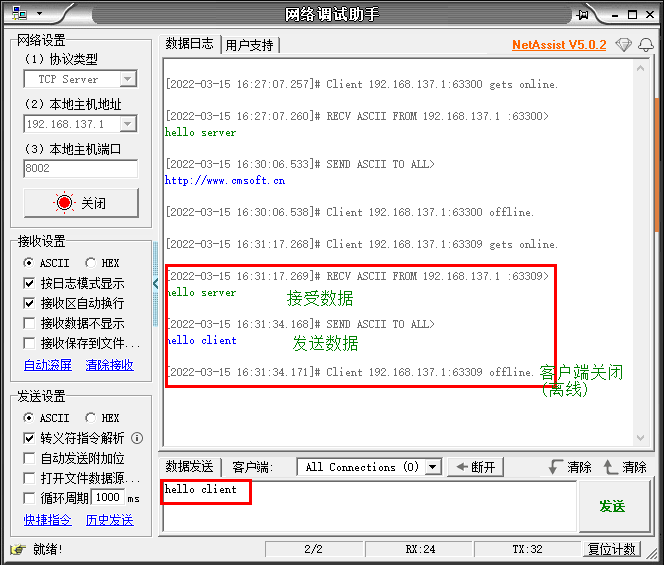 网络调试助手
网络设置
(1) 协议类型
TCP Server
(2) 本地主机地址
192.168.137.1
(3) 本地主机端口
8002
关闭
接收设置
ASCII HEX
按日志模式显示
接收区自动换行
接收数据不显示
接收保存到文件...
自动滚屏 清除接收
发送设置
ASCII HEX
转义符指令解析
自动发送附加位
打开文件数据源...
循环周期 1000 ms
快捷指令 历史发送
数据日志 用户支持 NetAssist V5.0.2
[2022-03-15 16:27:07.257]# Client 192.168.137.1:63300 gets online.
[2022-03-15 16:27:07.260]# RECV ASCII FROM 192.168.137.1 :63300>
hello server
[2022-03-15 16:30:06.533]# SEND ASCII TO ALL>
http://www.cmsoft.cn
[2022-03-15 16:30:06.538]# Client 192.168.137.1:63300 offline.
[2022-03-15 16:31:17.268]# Client 192.168.137.1:63309 gets online.
[2022-03-15 16:31:17.269]# RECV ASCII FROM 192.168.137.1 :63309>
hello server
接受数据
[2022-03-15 16:31:34.168]# SEND ASCII TO ALL>
hello client
发送数据
[2022-03-15 16:31:34.171]# Client 192.168.137.1:63309 offline.
客户端关闭
(离线)
数据发送 客户端: All Connections (0) 断开 清除 清除
hello client
发送
就绪! 2/2 RX:24 TX:32 复位计数